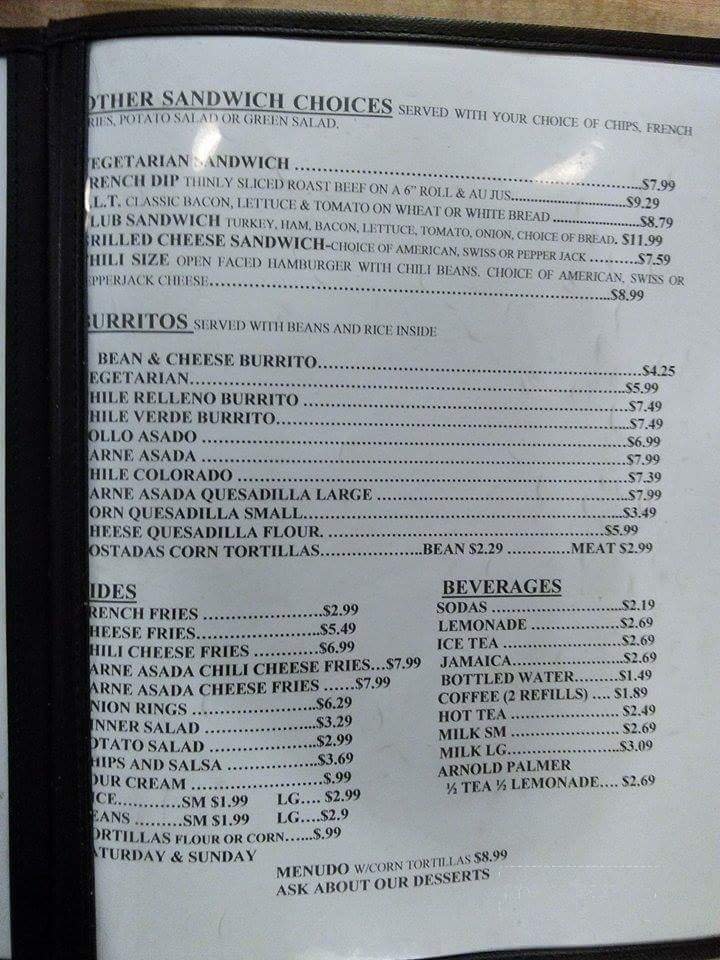 OTHER SANDWICH CHOICES SERVED WITH YOUR CHOICE OF CHIPS, FRENCH
RIES, POTATO SALAD OR GREEN SALAD.
EGETARIAN SANDWICH ..... $7.99
RENCH DIP THINLY SLICED ROAST BEEF ON A 6" ROLL & AU JUS..... $9.29
.L.T. CLASSIC BACON, LETTUCE & TOMATO ON WHEAT OR WHITE BREAD ..... $8.79
LUB SANDWICH TURKEY, HAM, BACON, LETTUCE, TOMATO, ONION, CHOICE OF BREAD. $11.99
RILLED CHEESE SANDWICH-CHOICE OF AMERICAN, SWISS OR PEPPER JACK ..... $7.59
HILI SIZE OPEN FACED HAMBURGER WITH CHILI BEANS. CHOICE OF AMERICAN, SWISS OR
EPPERJACK CHEESE..... $8.99
BURRITOS SERVED WITH BEANS AND RICE INSIDE
BEAN & CHEESE BURRITO..... $4.25
EGETARIAN..... $5.99
HILE RELLENO BURRITO ..... $7.49
HILE VERDE BURRITO..... $7.49
OLLO ASADO ..... $6.99
ARNE ASADA ..... $7.99
HILE COLORADO ..... $7.39
ARNE ASADA QUESADILLA LARGE ..... $7.99
ORN QUESADILLA SMALL..... $3.49
HEESE QUESADILLA FLOUR. ..... $5.99
OSTADAS CORN TORTILLAS..... BEAN $2.29 ..... MEAT $2.99
IDES
RENCH FRIES ..... $2.99
HEESE FRIES..... $5.49
HILI CHEESE FRIES ..... $6.99
ARNE ASADA CHILI CHEESE FRIES... $7.99
ARNE ASADA CHEESE FRIES ...... $7.99
NION RINGS ..... $6.29
INNER SALAD ..... $3.29
OTATO SALAD ..... $2.99
HIPS AND SALSA ..... $3.69
OUR CREAM ..... $.99
ICE..... SM $1.99 LG.... $2.99
EANS ..... SM $1.99 LG....$2.9
ORTILLAS FLOUR OR CORN...... $.99
ATURDAY & SUNDAY
MENUDO W/CORN TORTILLAS $8.99
ASK ABOUT OUR DESSERTS
BEVERAGES
SODAS ..... $2.19
LEMONADE ..... $2.69
ICE TEA ..... $2.69
JAMAICA..... $2.69
BOTTLED WATER..... $1.49
COFFEE (2 REFILLS) .... $1.89
HOT TEA ..... $2.49
MILK SM ..... $2.69
MILK LG..... $3.09
ARNOLD PALMER
½ TEA ½ LEMONADE.... $2.69